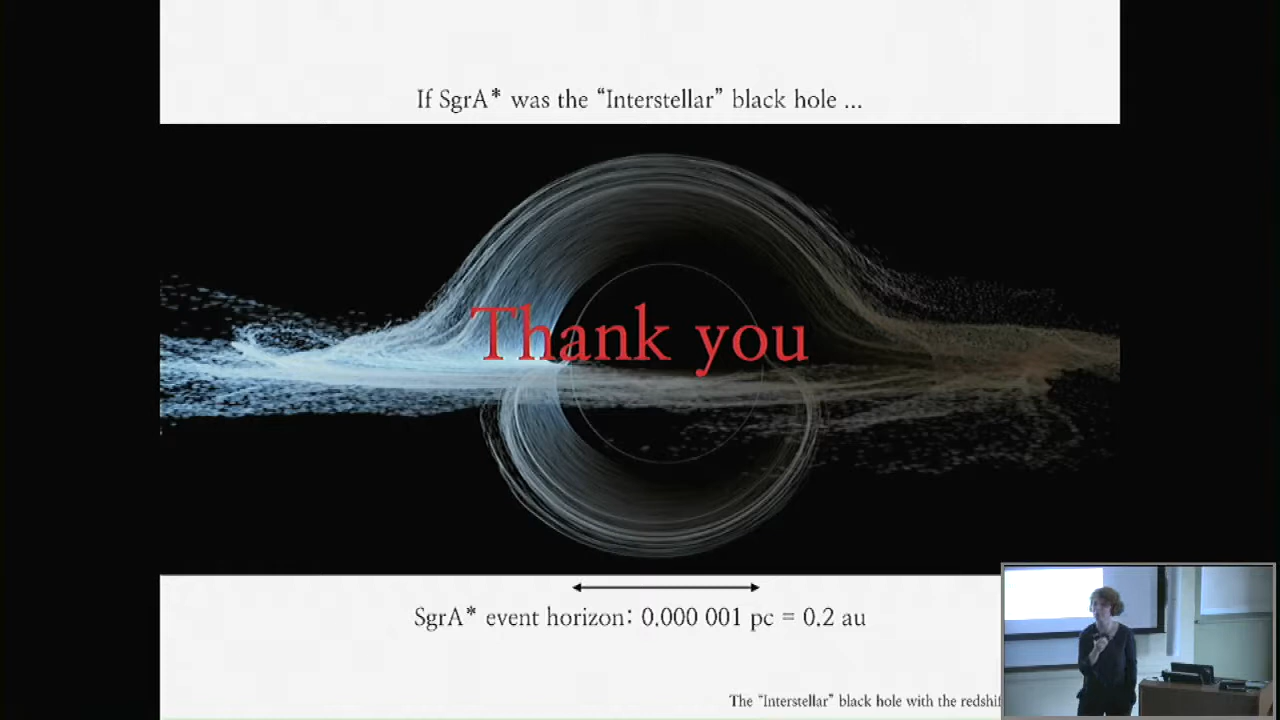 If SgrA* was the “Interstellar” black hole ...
Thank you
SgrA* event horizon: 0.000 001 pc = 0.2 au
The “Interstellar” black hole with the